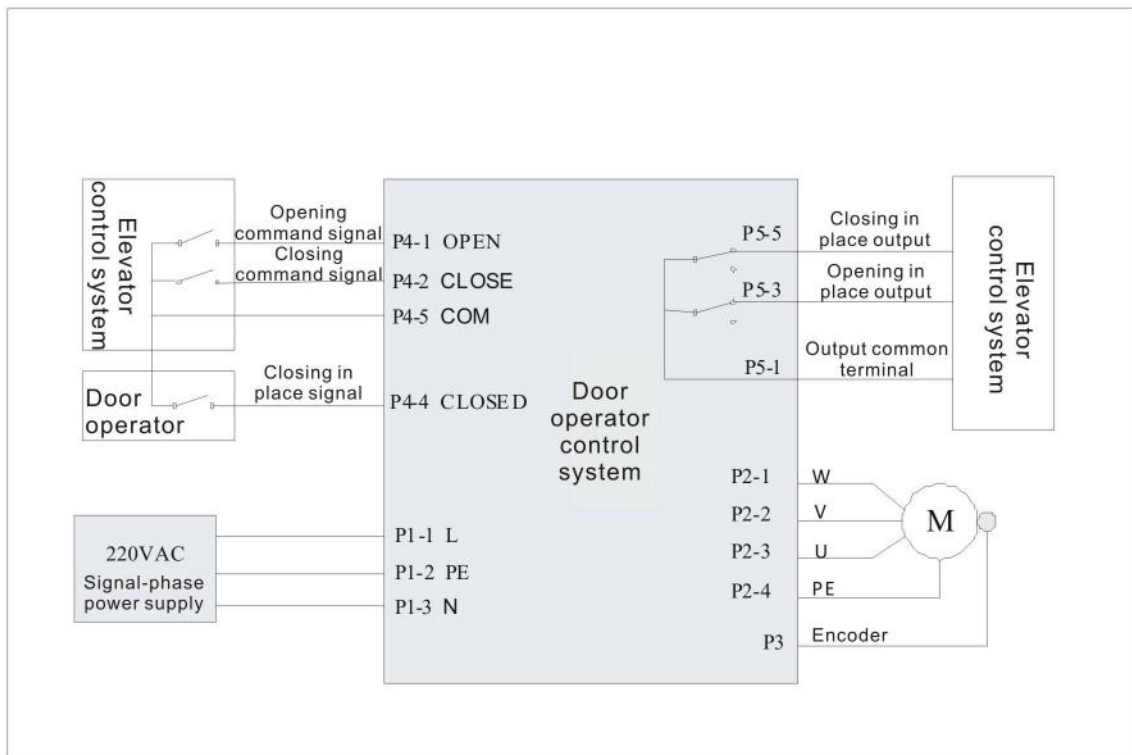 Elevator
control system
Opening
command signal
Closing
command signal
P4-1 OPEN
P4-2 CLOSE
P4-5 COM
Door
operator
Closing in
place signal
P4-4 CLOSED
220VAC
Signal-phase
power supply
P1-1 L
P1-2 PE
P1-3 N
Door
operator
control
system
P5-5
Closing in
place output
P5-3
Opening in
place output
P5-1
Output common
terminal
Elevator
control system
P2-1 W
P2-2 V
P2-3 U
P2-4 PE
P3 Encoder
M